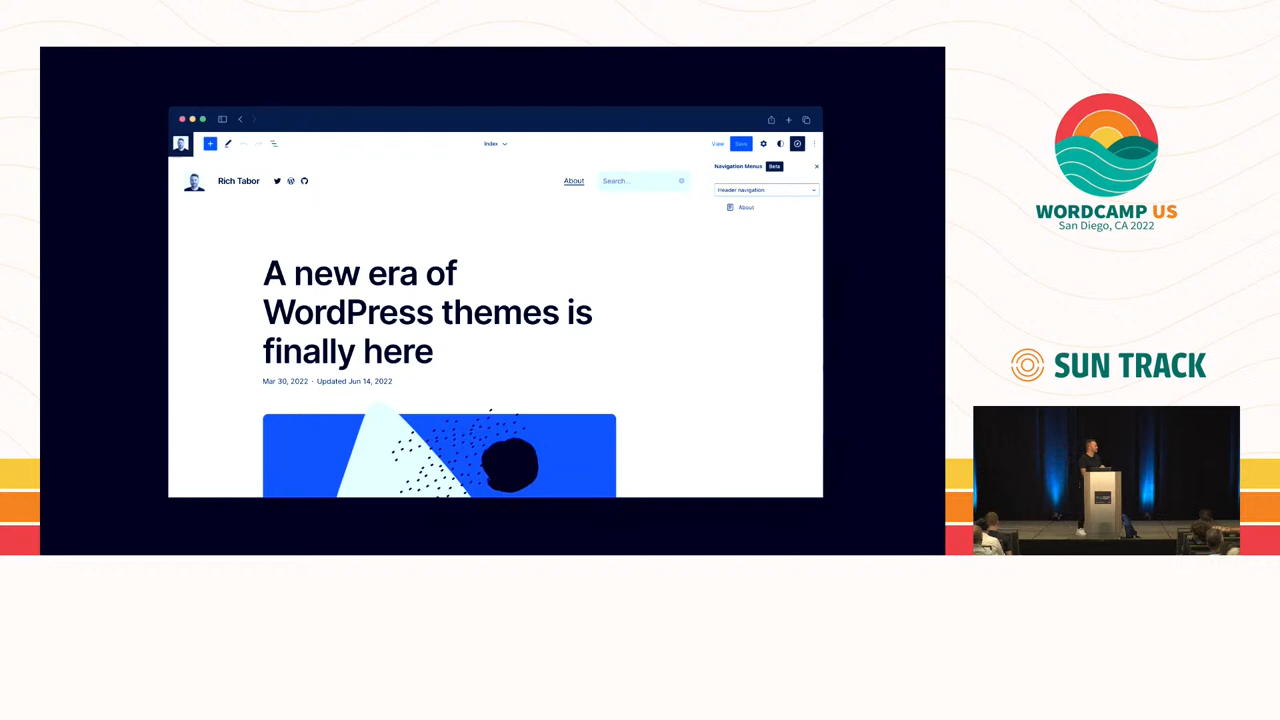 Index
View
Save
Navigation Menus Beta
Rich Tabor
About
Search...
Header navigation
About
A new era of
WordPress themes is
finally here
Mar 30, 2022 · Updated Jun 14, 2022
WORDCAMP US
San Diego, CA 2022
SUN TRACK